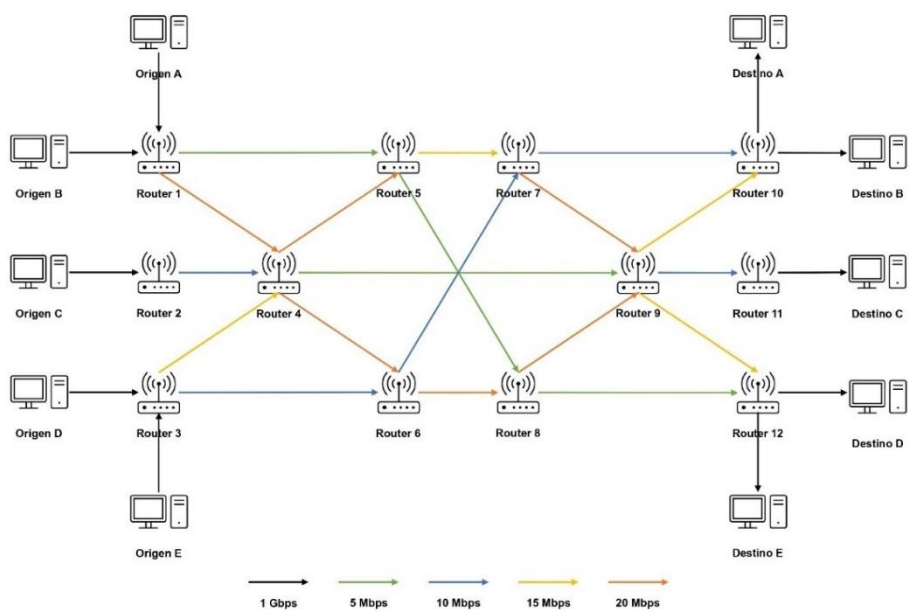 Origen A
Destino A
Origen B
Router 1
Router 5
Router 7
Router 10
Destino B
Origen C
Router 2
Router 4
Router 9
Router 11
Destino C
Origen D
Router 3
Router 6
Router 8
Router 12
Destino D
Origen E
Destino E
1 Gbps
5 Mbps
10 Mbps
15 Mbps
20 Mbps